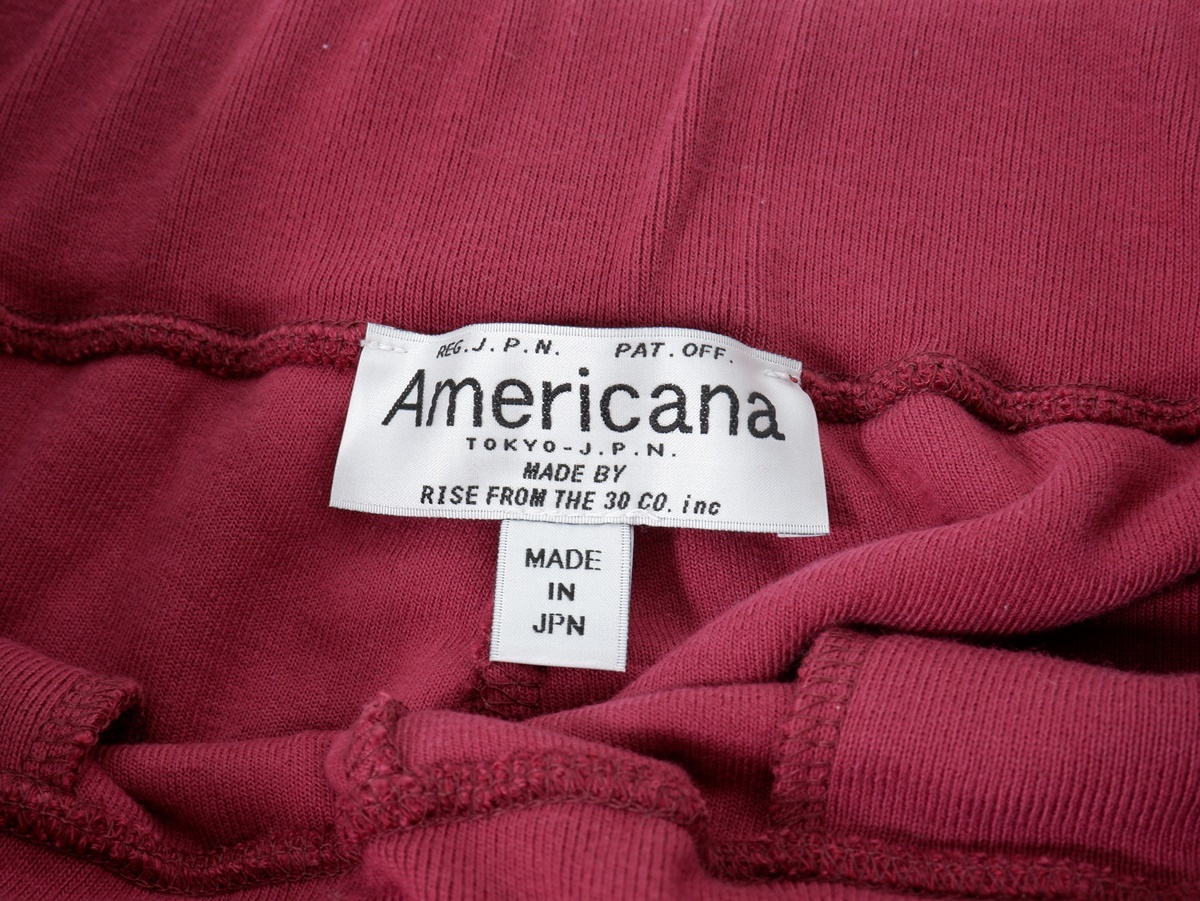 REG.J.P.N. PAT.OFF.
Americana
TOKYO-J.P.N.
MADE BY
RISE FROM THE 30 CO. inc
MADE
IN
JPN